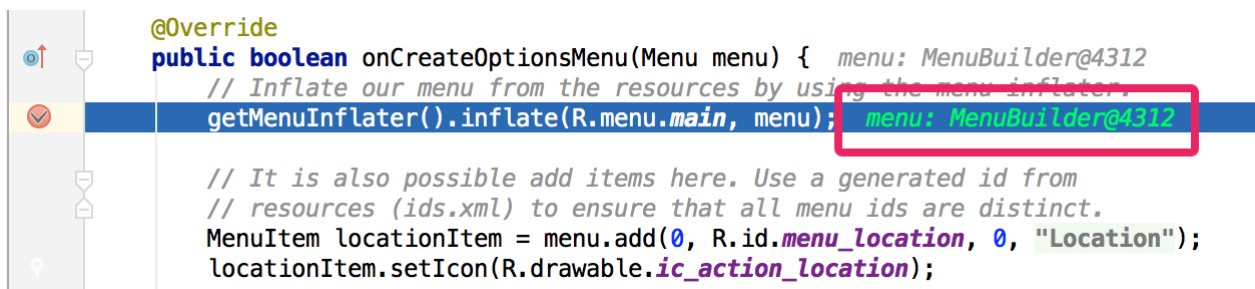 @Override
public boolean onCreateOptionsMenu(Menu menu) {  menu: MenuBuilder@4312
// Inflate our menu from the resources by using the menu inflater.
getMenuInflater().inflate(R.menu.main, menu);  menu: MenuBuilder@4312
// It is also possible add items here. Use a generated id from
// resources (ids.xml) to ensure that all menu ids are distinct.
MenuItem locationItem = menu.add(0, R.id.menu_location, 0, "Location");
locationItem.setIcon(R.drawable.ic_action_location);